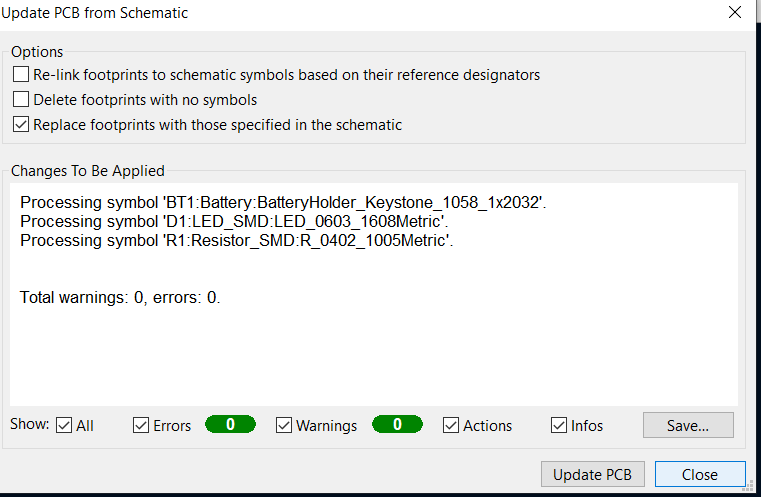 Update PCB from Schematic
Options
Re-link footprints to schematic symbols based on their reference designators
Delete footprints with no symbols
Replace footprints with those specified in the schematic
Changes To Be Applied
Processing symbol 'BT1:Battery:BatteryHolder_Keystone_1058_1x2032'.
Processing symbol 'D1:LED_SMD:LED_0603_1608Metric'.
Processing symbol 'R1:Resistor_SMD:R_0402_1005Metric'.
Total warnings: 0, errors: 0.
Show: All Errors 0 Warnings 0 Actions Infos Save...
Update PCB Close